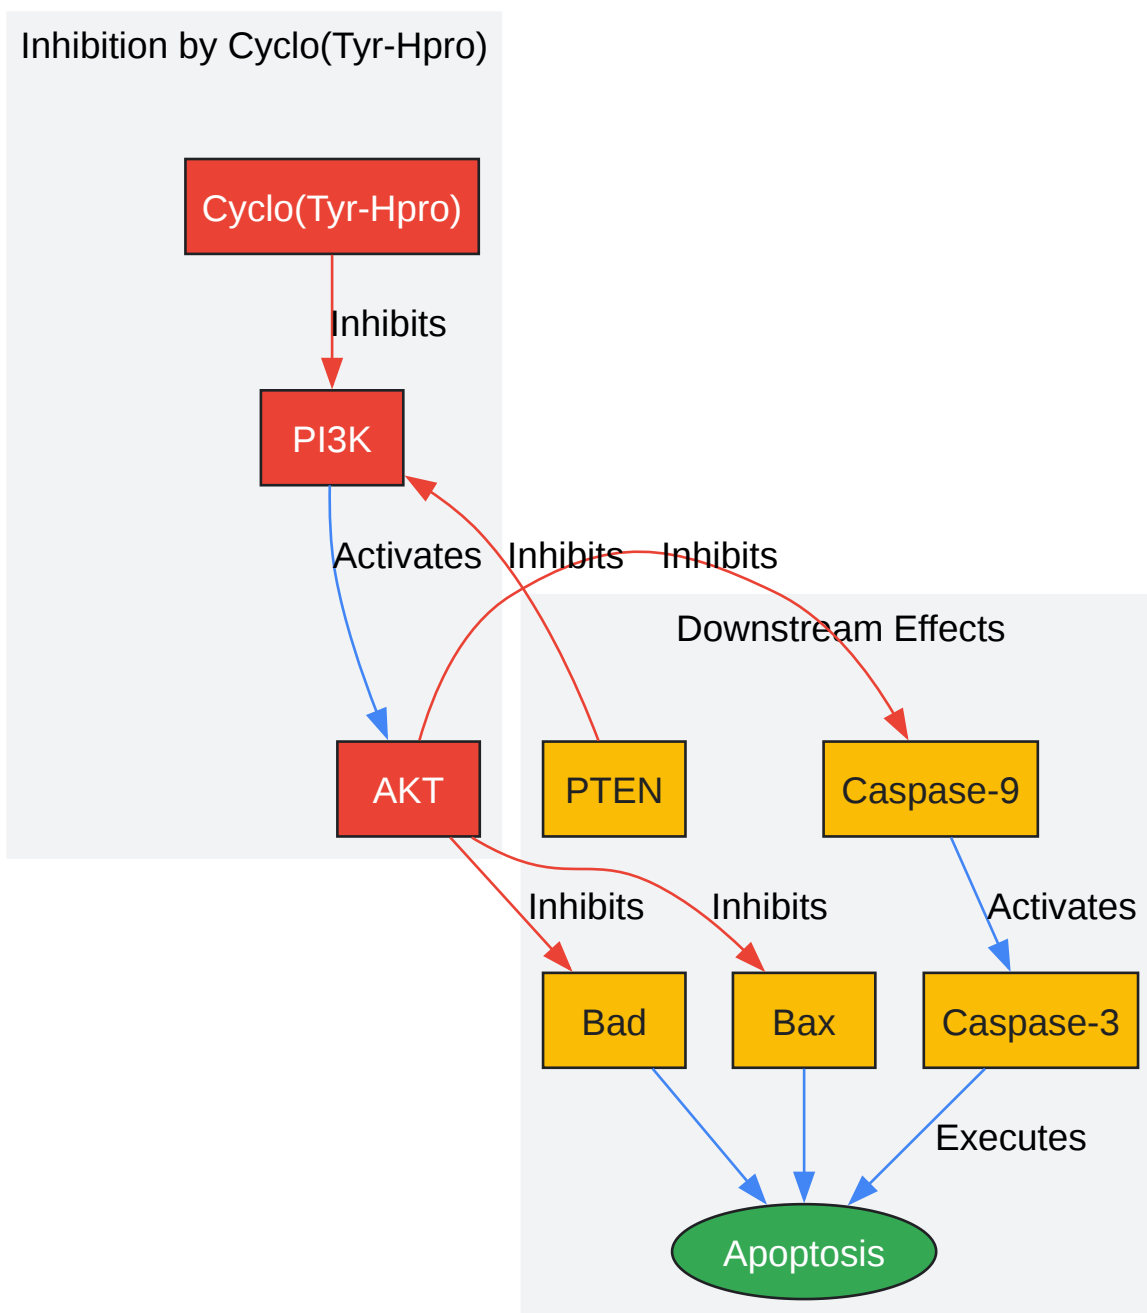 Inhibition by Cyclo(Tyr-Hpro)
Cyclo(Tyr-Hpro)
Inhibits
PI3K
Activates
Inhibits
Inhibits
Downstream Effects
AKT
PTEN
Caspase-9
Inhibits
Inhibits
Activates
Bad
Bax
Caspase-3
Executes
Apoptosis